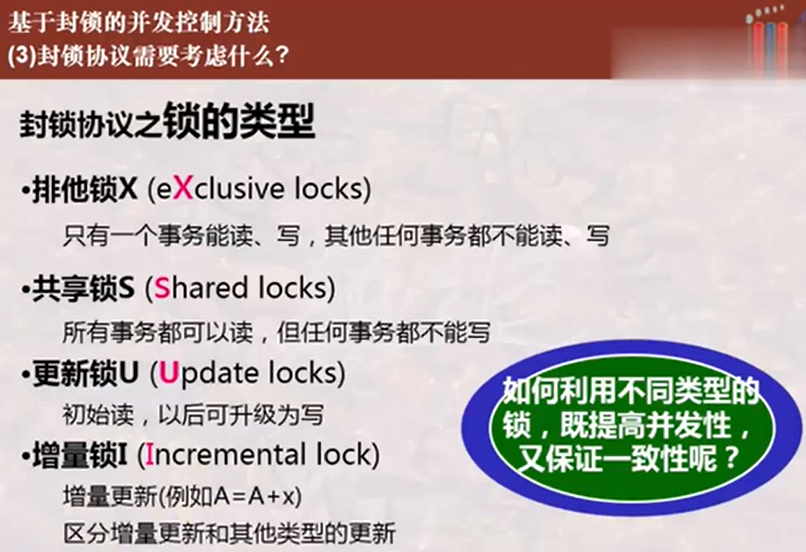 基于封锁的并发控制方法
(3)封锁协议需要考虑什么?
封锁协议之锁的类型
•排他锁X (eXclusive locks)
只有一个事务能读、写，其他任何事务都不能读、写
•共享锁S (Shared locks)
所有事务都可以读，但任何事务都不能写
•更新锁U (Update locks)
初始读，以后可升级为写
•增量锁I (Incremental lock)
增量更新(例如A=A+x)
区分增量更新和其他类型的更新
如何利用不同类型的
锁，既提高并发性，
又保证一致性呢？